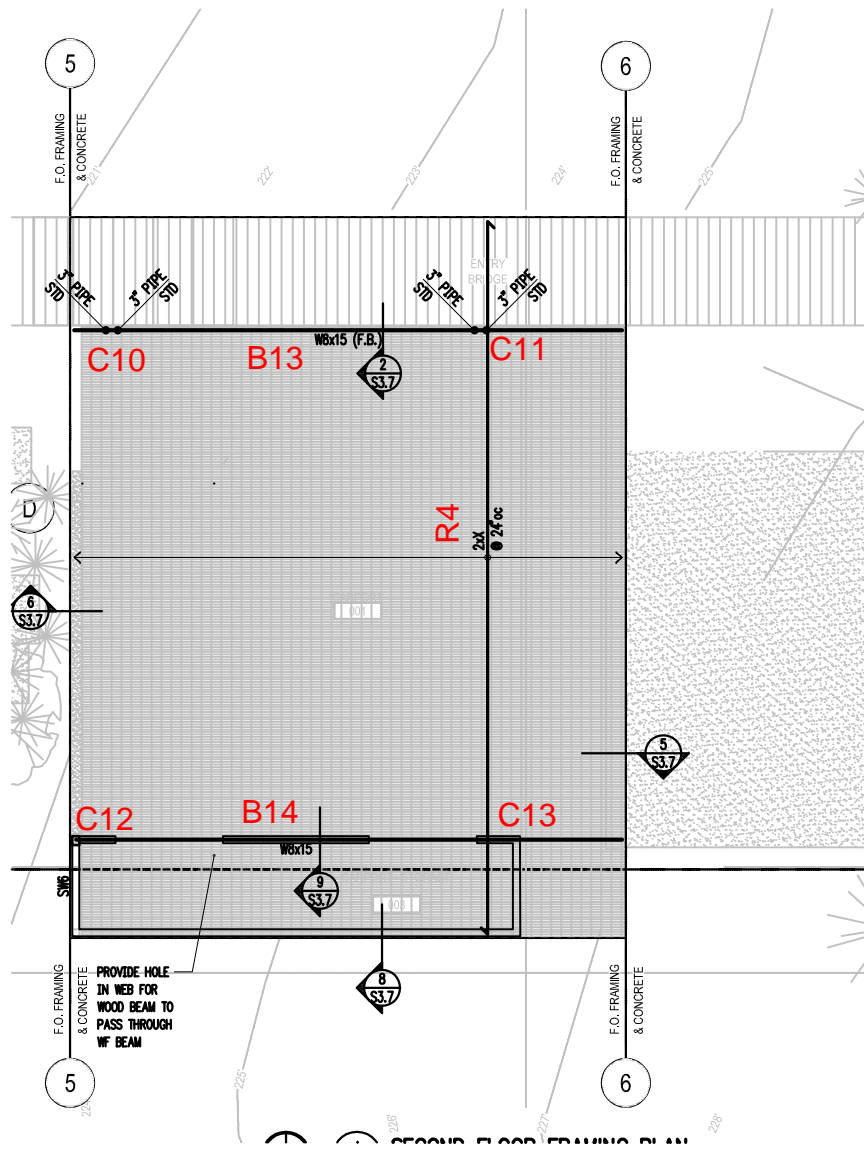 5
6
F.O. FRAMING
& CONCRETE
F.O. FRAMING
& CONCRETE
221'
222'
223'
224'
225'
ENTRY
BRIDGE
3" PIPE
STD
3" PIPE
STD
3" PIPE
STD
3" PIPE
STD
W8x15 (F.B.)
C10
B13
C11
2
S3.7
D
R4
2xX
@ 24"oc
6
S3.7
001
5
S3.7
C12
B14
C13
W8x15
SW6
9
S3.7
003
PROVIDE HOLE
IN WEB FOR
WOOD BEAM TO
PASS THROUGH
WF BEAM
8
S3.7
F.O. FRAMING
& CONCRETE
F.O. FRAMING
& CONCRETE
5
6
225'
226'
227'
228'
SECOND FLOOR FRAMING PLAN